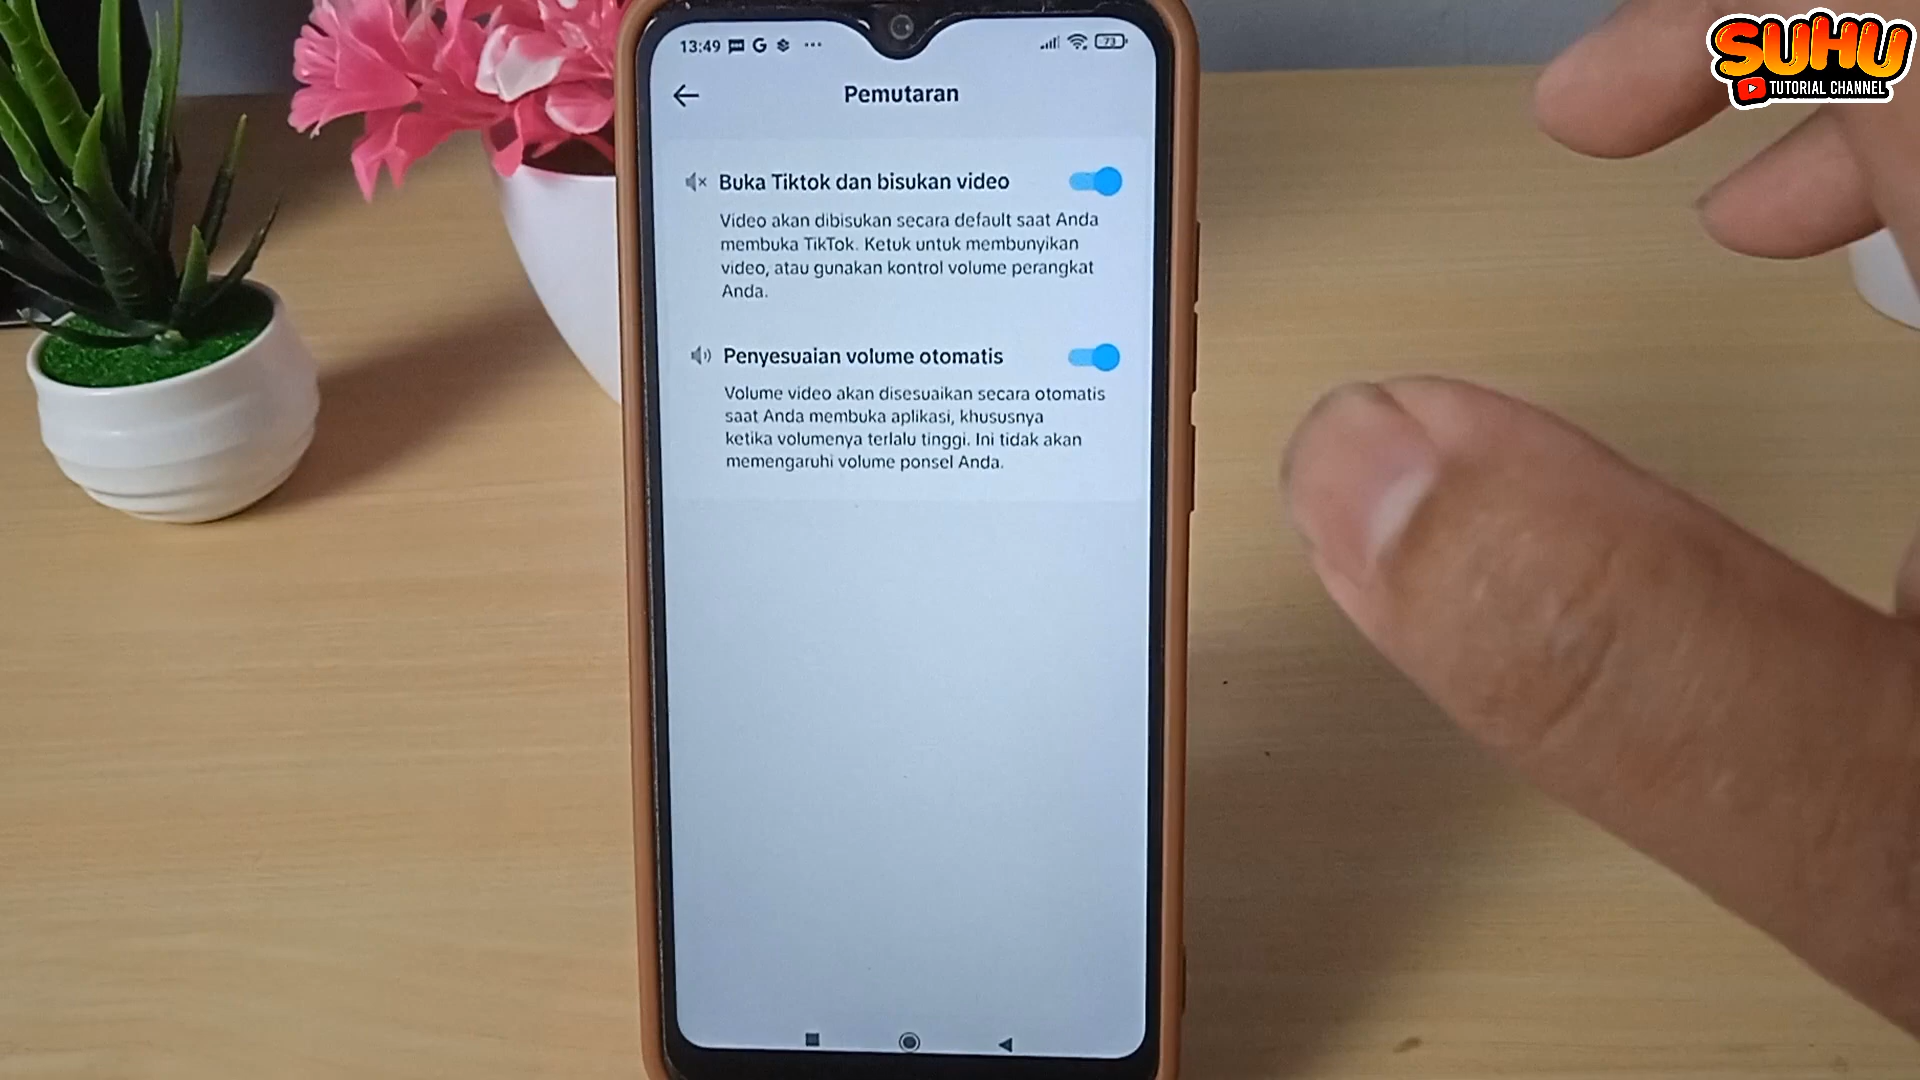 SUHU
TUTORIAL CHANNEL
13:49
73
Pemutaran
Buka Tiktok dan bisukan video
Video akan dibisukan secara default saat Anda
membuka TikTok. Ketuk untuk membunyikan
video, atau gunakan kontrol volume perangkat
Anda.
Penyesuaian volume otomatis
Volume video akan disesuaikan secara otomatis
saat Anda membuka aplikasi, khususnya
ketika volumenya terlalu tinggi. Ini tidak akan
memengaruhi volume ponsel Anda.